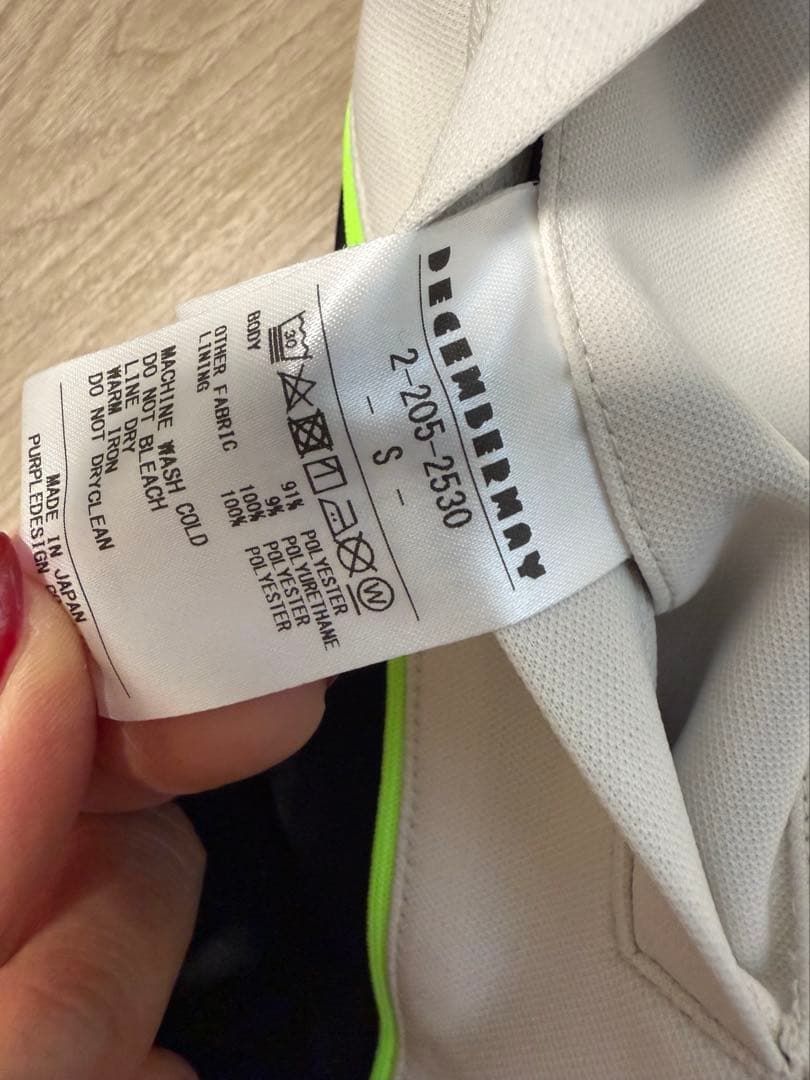 DECEMBERMAY
2-205-2530
- S -
30
W
BODY 91% POLYESTER
9% POLYURETHANE
OTHER FABRIC 100% POLYESTER
LINING 100% POLYESTER
MACHINE WASH COLD
DO NOT BLEACH
LINE DRY
WARM IRON
DO NOT DRYCLEAN
MADE IN JAPAN
PURPLEDESIGN